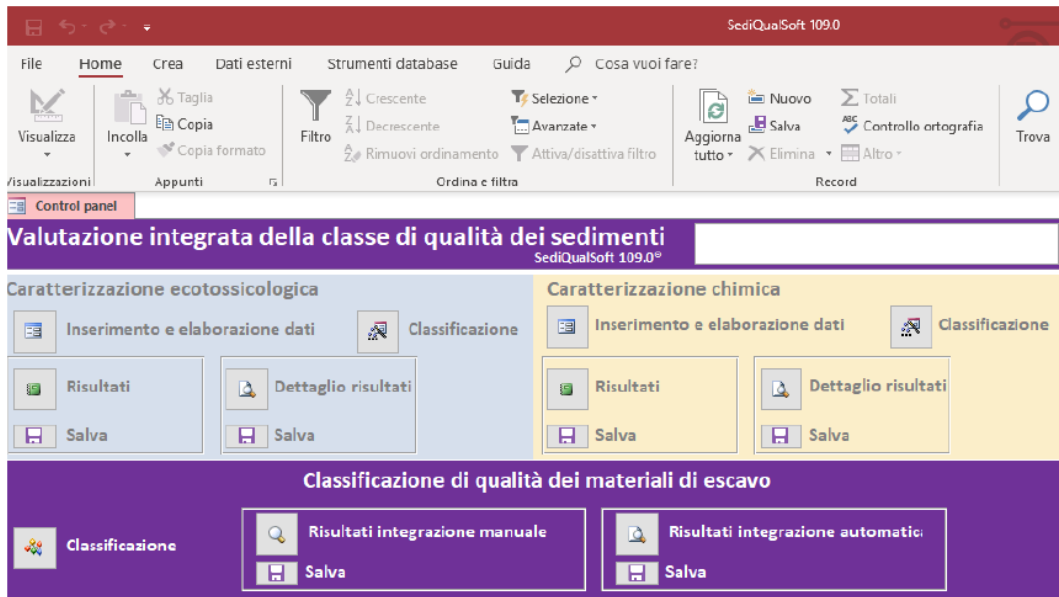 SediQualSoft 109.0
File Home Crea Dati esterni Strumenti database Guida Cosa vuoi fare?
Visualizza
Incolla
Taglia
Copia
Copia formato
Filtro
Crescente
Decrescente
Rimuovi ordinamento
Selezione
Avanzate
Attiva/disattiva filtro
Aggiorna
tutto
Nuovo
Salva
Elimina
Totali
Controllo ortografia
Altro
Trova
Visualizzazioni Appunti Ordina e filtra Record
Control panel
Valutazione integrata della classe di qualità dei sedimenti
SediQualSoft 109.0®
Caratterizzazione ecotossicologica
Inserimento e elaborazione dati Classificazione
Risultati Dettaglio risultati
Salva Salva
Caratterizzazione chimica
Inserimento e elaborazione dati Classificazione
Risultati Dettaglio risultati
Salva Salva
Classificazione di qualità dei materiali di escavo
Classificazione
Risultati integrazione manuale
Salva
Risultati integrazione automatic
Salva